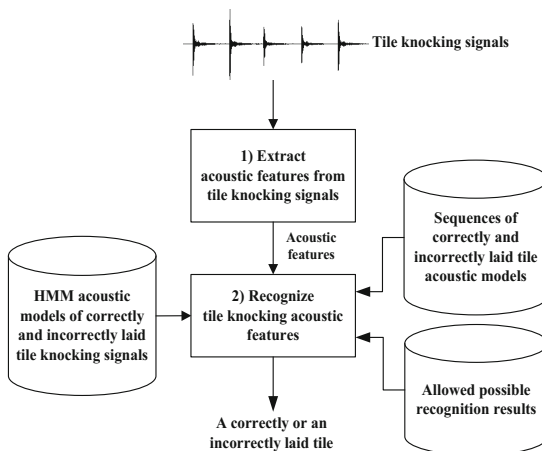 Tile knocking signals
1) Extract
acoustic features from
tile knocking signals
Acoustic
features
Sequences of
correctly and
incorrectly laid tile
acoustic models
HMM acoustic
models of correctly
and incorrectly laid
tile knocking signals
2) Recognize
tile knocking acoustic
features
Allowed possible
recognition results
A correctly or an
incorrectly laid tile